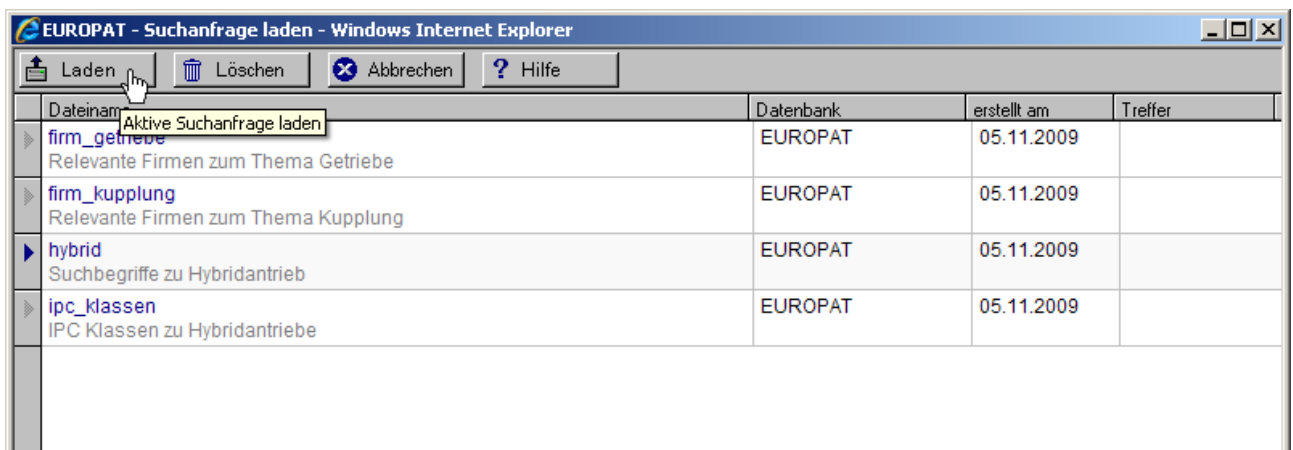 EUROPAT - Suchanfrage laden - Windows Internet Explorer
Laden Löschen Abbrechen ? Hilfe
Dateiname Datenbank erstellt am Treffer
Aktive Suchanfrage laden
firm_getriebe EUROPAT 05.11.2009
Relevante Firmen zum Thema Getriebe
firm_kupplung EUROPAT 05.11.2009
Relevante Firmen zum Thema Kupplung
hybrid EUROPAT 05.11.2009
Suchbegriffe zu Hybridantrieb
ipc_klassen EUROPAT 05.11.2009
IPC Klassen zu Hybridantriebe